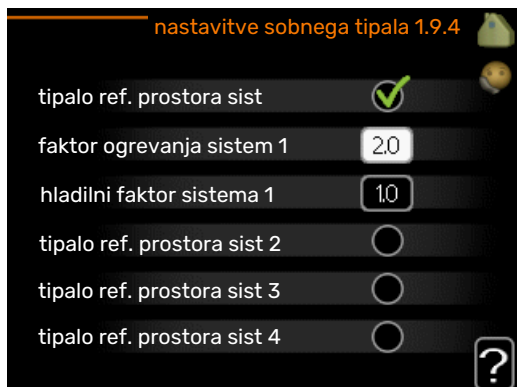 nastavitve sobnega tipala 1.9.4
tipalo ref. prostora sist
faktor ogrevanja sistem 1 2.0
hladilni faktor sistema 1 1.0
tipalo ref. prostora sist 2
tipalo ref. prostora sist 3
tipalo ref. prostora sist 4
?